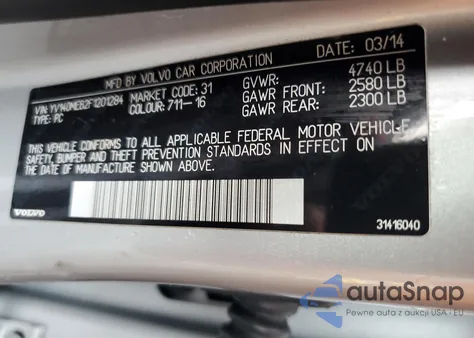 MFD. BY VOLVO CAR CORPORATION DATE: 03/14
VIN: YV140MEB2F1201284 MARKET CODE: 31 GVWR: 4740 LB
TYPE: FC COLOUR: 711-16 GAWR FRONT: 2580 LB
GAWR REAR: 2300 LB
THIS VEHICLE CONFORMS TO ALL APPLICABLE FEDERAL MOTOR VEHICLE
SAFETY, BUMPER AND THEFT PREVENTION STANDARDS IN EFFECT ON
THE DATE OF MANUFACTURE SHOWN ABOVE.
VOLVO 31416040
autoSnap
Pewne auta z aukcji USA i EU